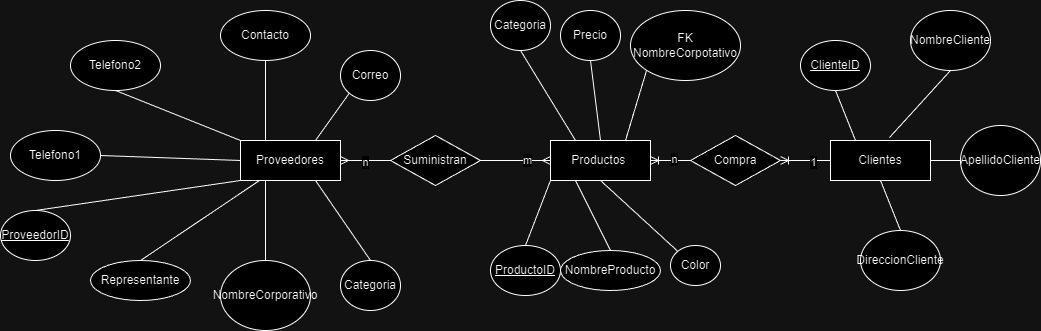 Categoria
Precio
FK
NombreCorpotativo
Contacto
NombreCliente
Telefono2
ClienteID
Correo
Telefono1
Proveedores
n
Suministran
m
Productos
n
Compra
1
Clientes
ApellidoCliente
ProveedorID
Representante
NombreCorporativo
Categoria
ProductoID
NombreProducto
Color
DireccionCliente